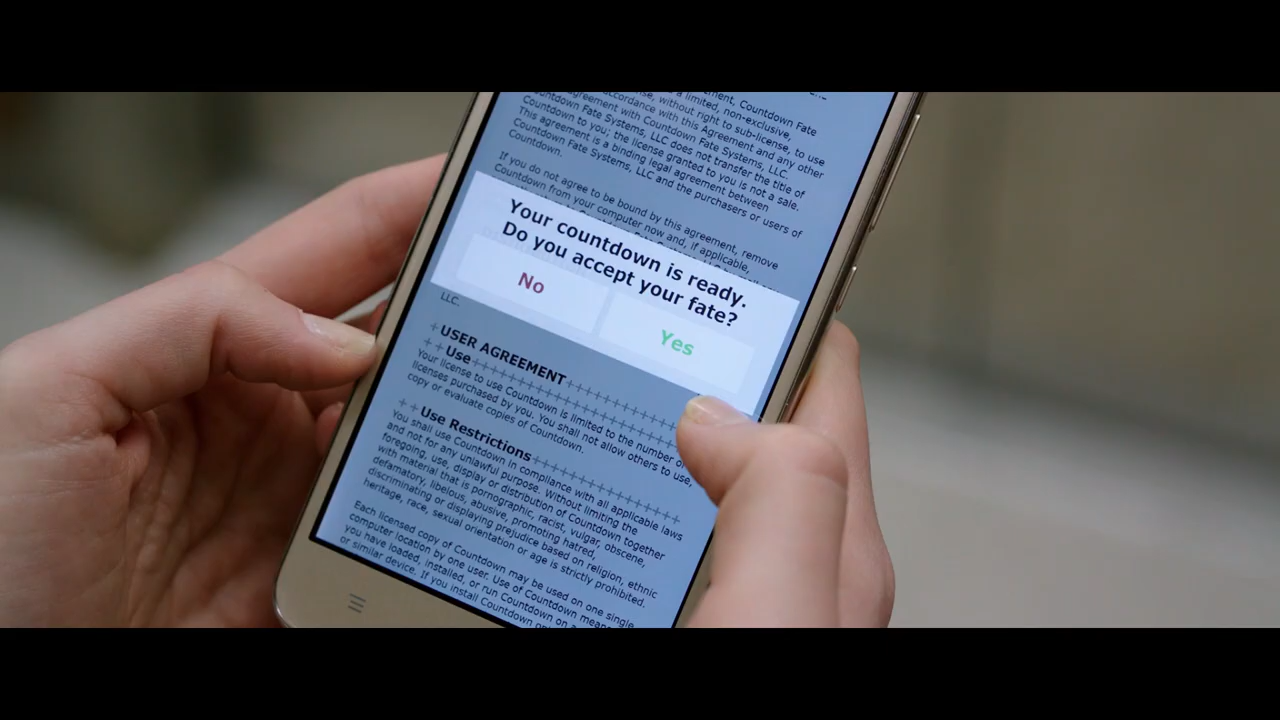 a limited, non-exclusive,
ment, Countdown Fate
se, without right to sub-license, to use
accordance with this Agreement and any other
agreement with Countdown Fate Systems, LLC.
Countdown Fate Systems, LLC does not transfer the title of
Countdown to you; the license granted to you is not a sale.
This agreement is a binding legal agreement between
Countdown Fate Systems, LLC and the purchasers or users of
Countdown.
If you do not agree to be bound by this agreement, remove
Countdown from your computer now and, if applicable,
Your countdown is ready.
Do you accept your fate?
No
Yes
LLC.
+USER AGREEMENT++++++++++++++
++Use++++++++++++++++++++++++
Your license to use Countdown is limited to the number of
licenses purchased by you. You shall not allow others to use,
copy or evaluate copies of Countdown.
++Use Restrictions+++++++++++++++++
You shall use Countdown in compliance with all applicable laws
and not for any unlawful purpose. Without limiting the
foregoing, use, display or distribution of Countdown together
with material that is pornographic, racist, vulgar, obscene,
defamatory, libelous, abusive, promoting hatred,
discriminating or displaying prejudice based on religion, ethnic
heritage, race, sexual orientation or age is strictly prohibited.
Each licensed copy of Countdown may be used on one single
computer location by one user. Use of Countdown means
you have loaded, installed, or run Countdown on a
or similar device. If you install Countdown